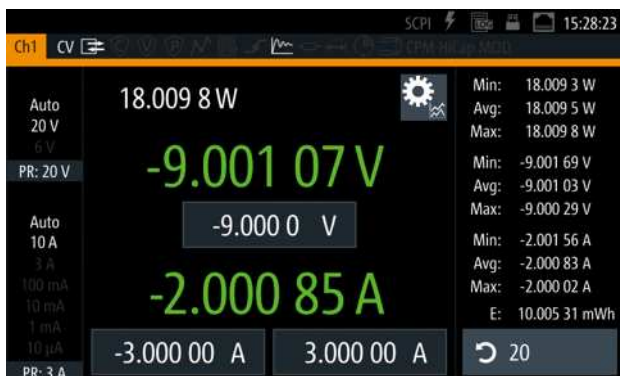 SCPI 15:28:23
Ch1 CV CPM HiCap MOD
Auto
20 V
6 V
PR: 20 V
Auto
10 A
3 A
100 mA
10 mA
1 mA
10 µA
PR: 3 A
18.009 8 W
-9.001 07 V
-9.000 0 V
-2.000 85 A
-3.000 00 A 3.000 00 A
Min: 18.009 3 W
Avg: 18.009 5 W
Max: 18.009 8 W
Min: -9.001 69 V
Avg: -9.001 03 V
Max: -9.000 29 V
Min: -2.001 56 A
Avg: -2.000 83 A
Max: -2.000 02 A
E: 10.005 31 mWh
20